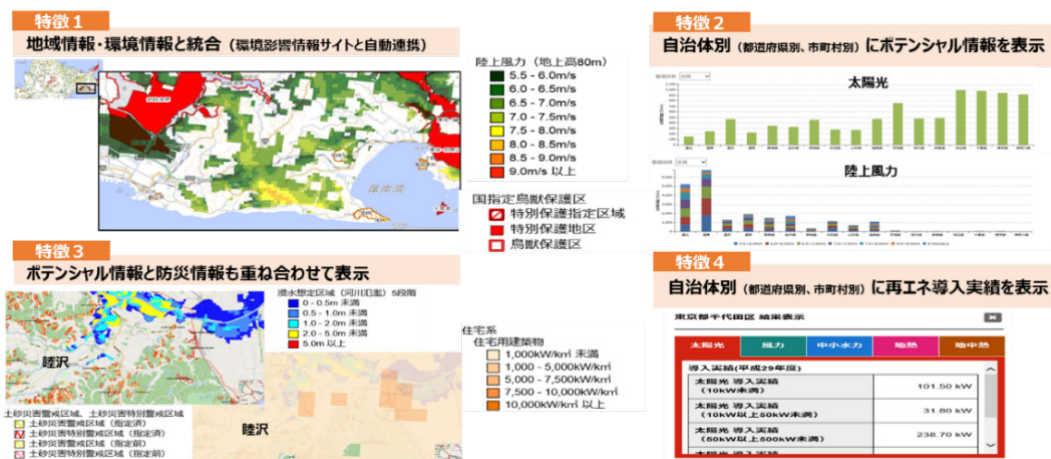 特徴1
地域情報・環境情報と統合（環境影響情報サイトと自動連携）
厚岸湾
陸上風力（地上高80m）
5.5 - 6.0m/s
6.0 - 6.5m/s
6.5 - 7.0m/s
7.0 - 7.5m/s
7.5 - 8.0m/s
8.0 - 8.5m/s
8.5 - 9.0m/s
9.0m/s 以上
国指定鳥獣保護区
特別保護指定区域
特別保護地区
鳥獣保護区
特徴2
自治体別（都道府県別、市町村別）にポテンシャル情報を表示
太陽光
陸上風力
特徴3
ポテンシャル情報と防災情報も重ね合わせて表示
浸水想定区域（河川氾濫）5段階
0 - 0.5m 未満
0.5 - 1.0m 未満
1.0 - 2.0m 未満
2.0 - 5.0m 未満
5.0m 以上
睦沢
土砂災害警戒区域、土砂災害特別警戒区域
土砂災害警戒区域（指定済）
土砂災害特別警戒区域（指定済）
土砂災害警戒区域（指定前）
土砂災害特別警戒区域（指定前）
睦沢
住宅系
住宅用建築物
1,000kW/km² 未満
1,000 - 5,000kW/km²
5,000 - 7,500kW/km²
7,500 - 10,000kW/km²
10,000kW/km² 以上
特徴4
自治体別（都道府県別、市町村別）に再エネ導入実績を表示
東京都千代田区 結果表示
太陽光 風力 中小水力 地熱 地中熱
導入実績(平成29年度)
太陽光 導入実績
（10kW未満） 101.50 kW
太陽光 導入実績
（10kW以上50kW未満） 31.80 kW
太陽光 導入実績
（50kW以上500kW未満） 238.70 kW
太陽光 導入実績